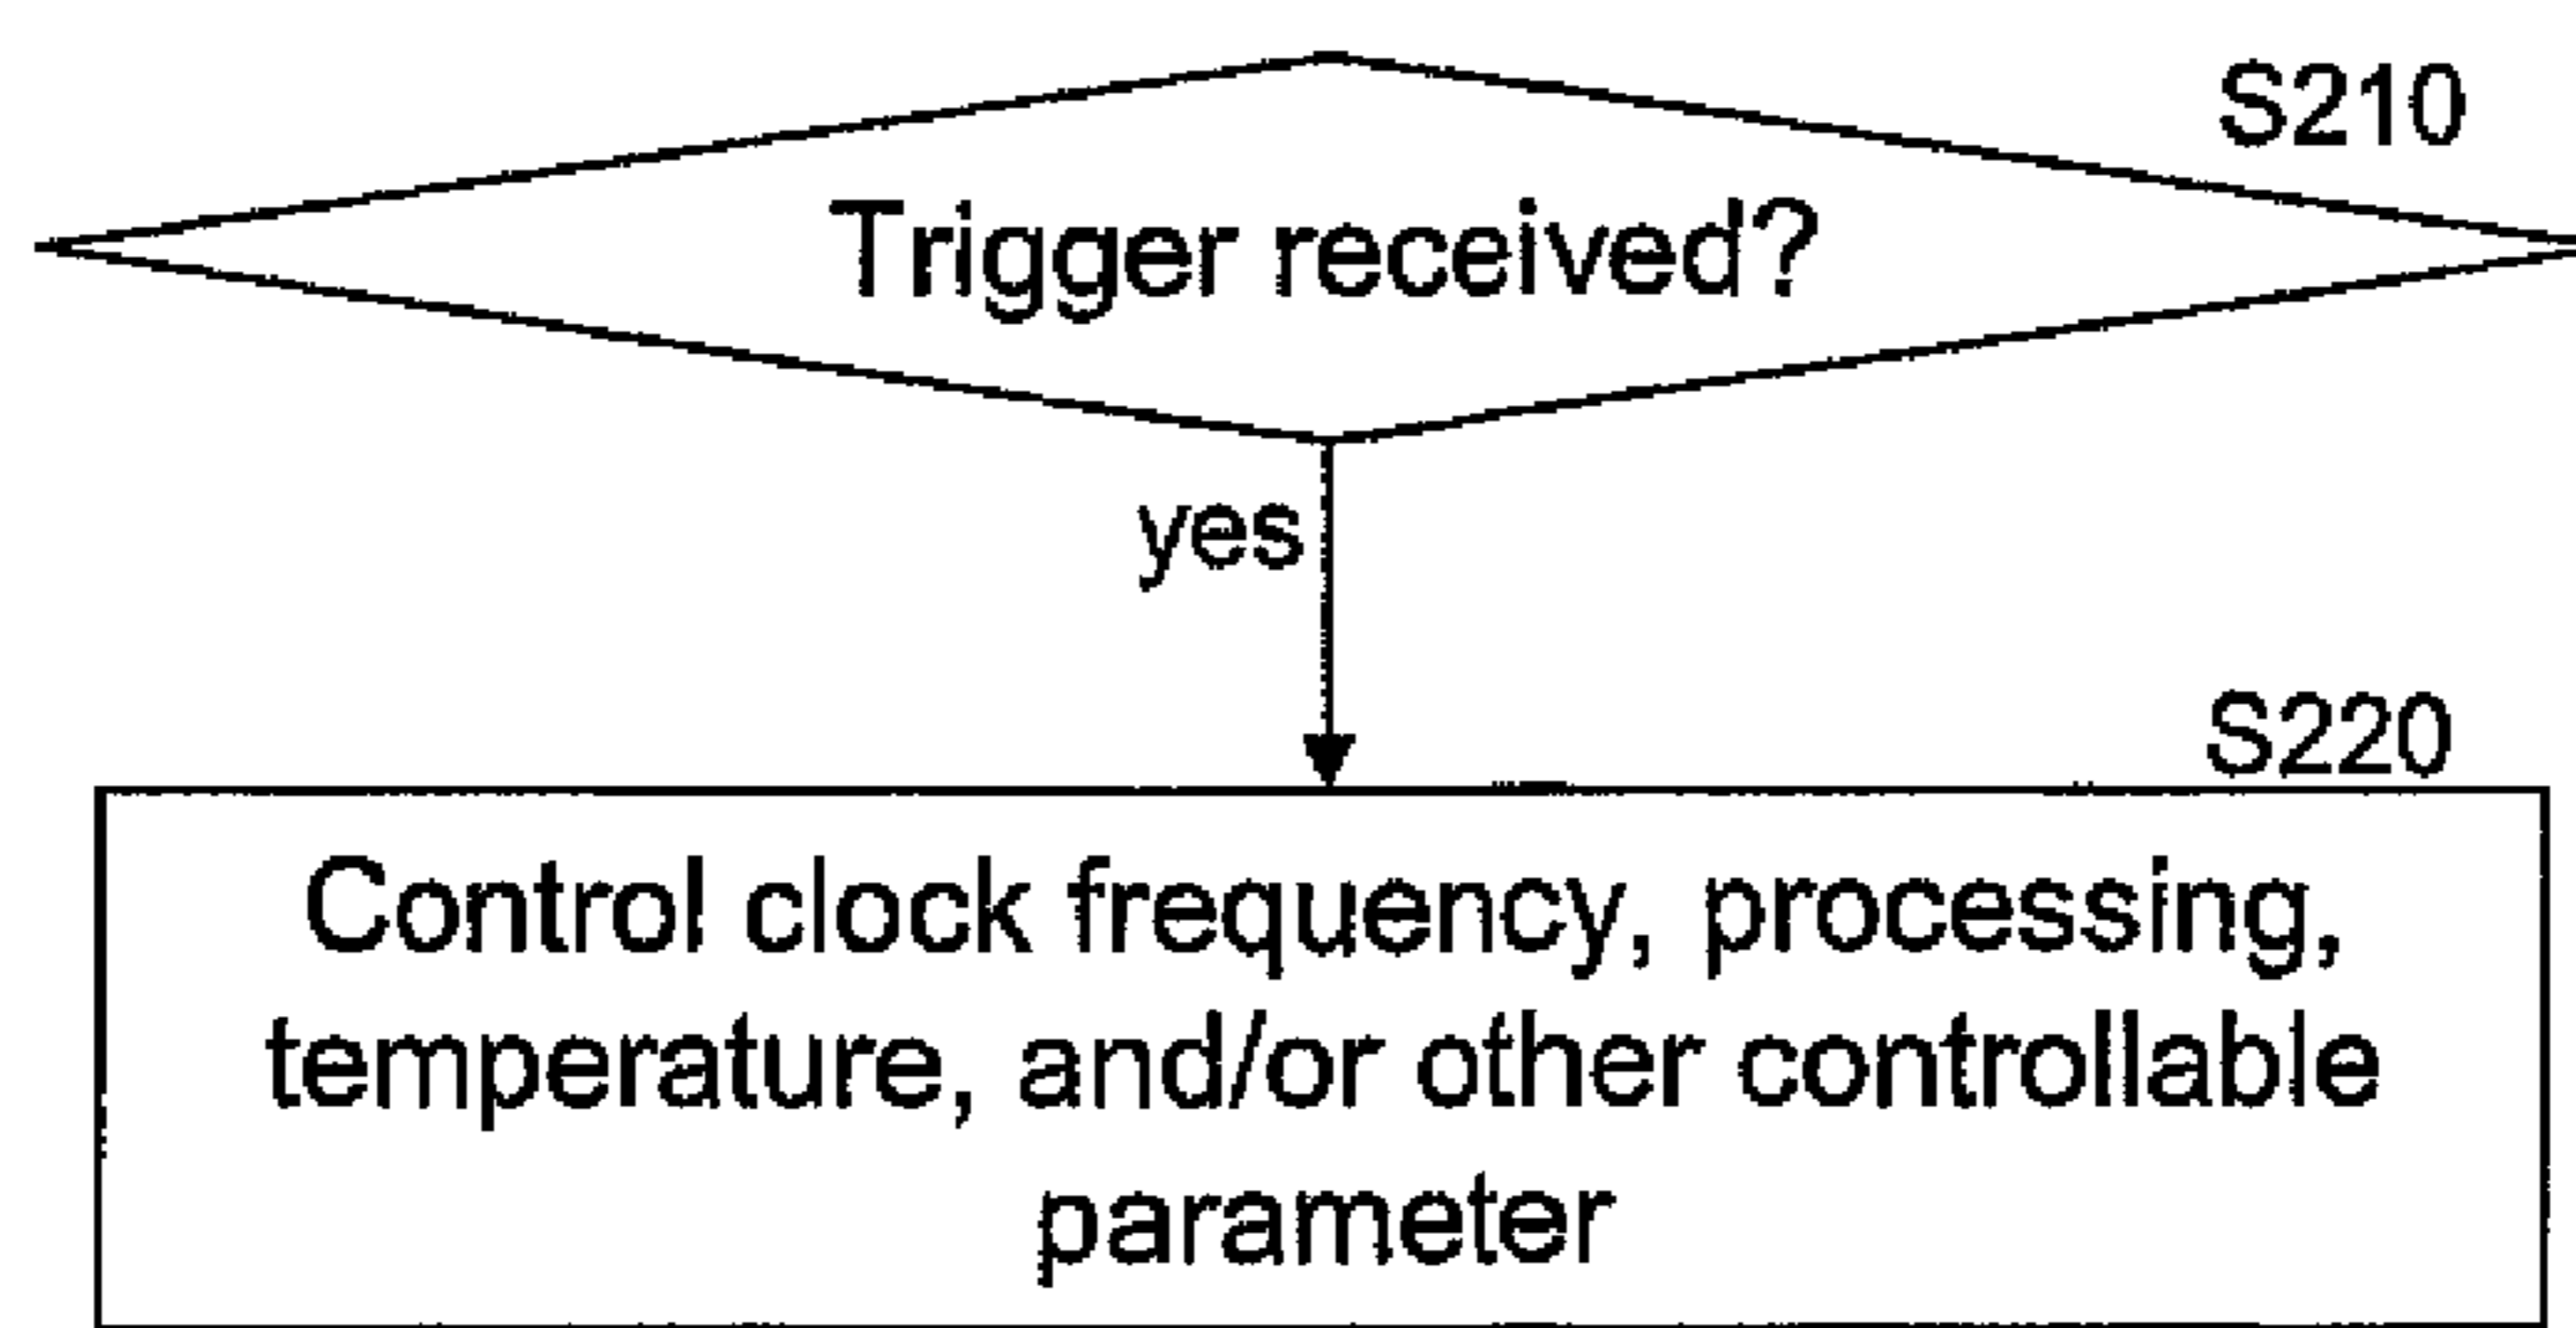 S210
Trigger received?
yes
S220
Control clock frequency, processing,
temperature, and/or other controllable
parameter